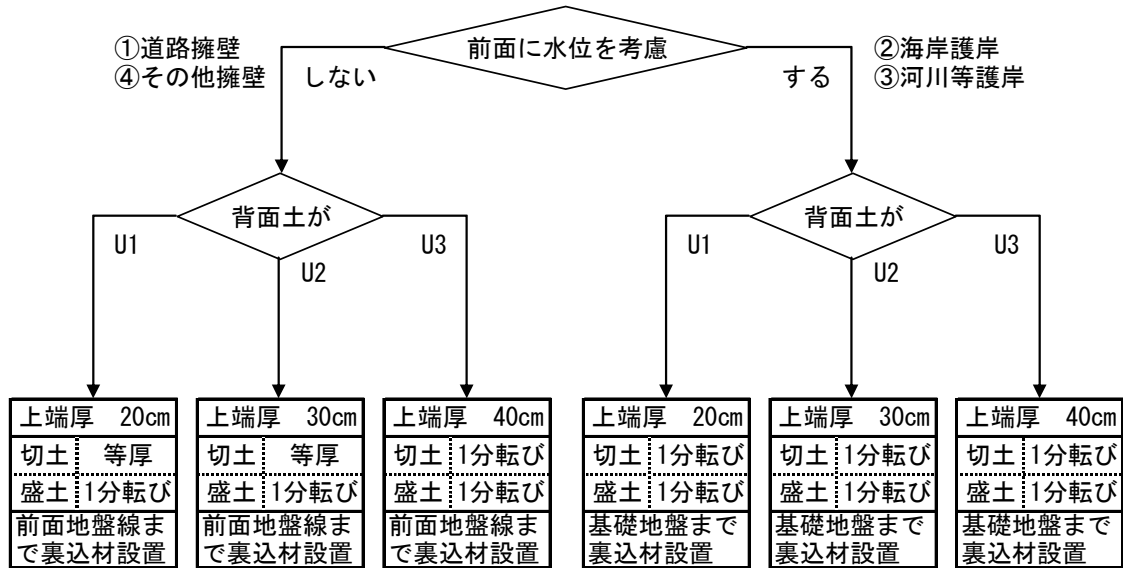 前面に水位を考慮
①道路擁壁
④その他擁壁
しない
する
②海岸護岸
③河川等護岸
背面土が
U1
U2
U3
背面土が
U1
U2
U3
上端厚 20cm
切土 等厚
盛土 1分転び
前面地盤線ま
で裏込材設置
上端厚 30cm
切土 等厚
盛土 1分転び
前面地盤線ま
で裏込材設置
上端厚 40cm
切土 1分転び
盛土 1分転び
前面地盤線ま
で裏込材設置
上端厚 20cm
切土 1分転び
盛土 1分転び
基礎地盤まで
裏込材設置
上端厚 30cm
切土 1分転び
盛土 1分転び
基礎地盤まで
裏込材設置
上端厚 40cm
切土 1分転び
盛土 1分転び
基礎地盤まで
裏込材設置